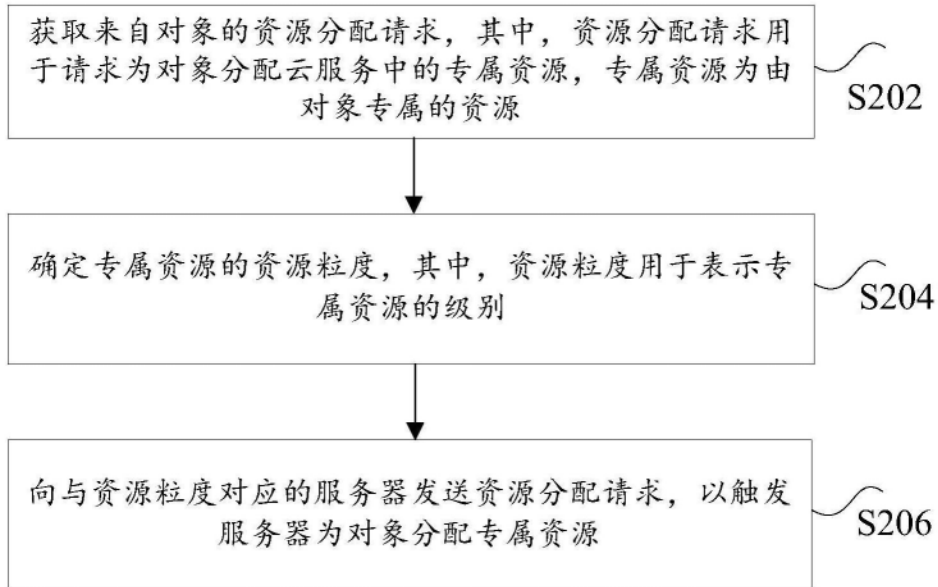 获取来自对象的资源分配请求，其中，资源分配请求用
于请求为对象分配云服务中的专属资源，专属资源为由
对象专属的资源
S202
确定专属资源的资源粒度，其中，资源粒度用于表示专
属资源的级别
S204
向与资源粒度对应的服务器发送资源分配请求，以触发
服务器为对象分配专属资源
S206